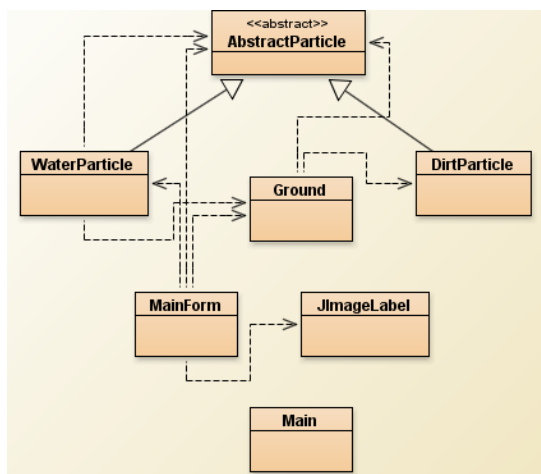 <<abstract>>
AbstractParticle
WaterParticle
DirtParticle
Ground
MainForm
JImageLabel
Main